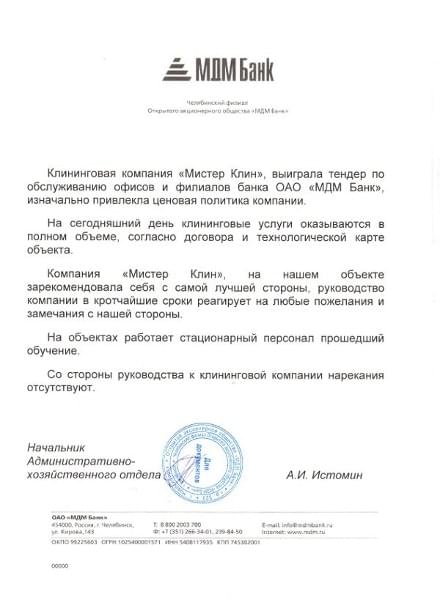 МДМ Банк
Челябинский филиал
Открытого акционерного общества «МДМ Банк»
Клининговая компания «Мистер Клин», выиграла тендер по
обслуживанию офисов и филиалов банка ОАО «МДМ Банк»,
изначально привлекла ценовая политика компании.
На сегодняшний день клининговые услуги оказываются в
полном объеме, согласно договора и технологической карте
объекта.
Компания «Мистер Клин», на нашем объекте
зарекомендовала себя с самой лучшей стороны, руководство
компании в кротчайшие сроки реагирует на любые пожелания и
замечания с нашей стороны.
На объектах работает стационарный персонал прошедший
обучение.
Со стороны руководства к клининговой компании нарекания
отсутствуют.
Начальник
Административно-
хозяйственного отдела
А.И. Истомин
Для
документов
ОАО «МДМ Банк»
454000, Россия, г. Челябинск,
ул. Кирова,143
Т: 8 800 2003 700
Ф: +7 (351) 266-34-01, 239-84-50
E-mail: info@mdmbank.ru
Internet: www.mdm.ru
ОКПО 99225603 ОГРН 1025400001571 ИНН 5408117935 КПП 745302001
00000